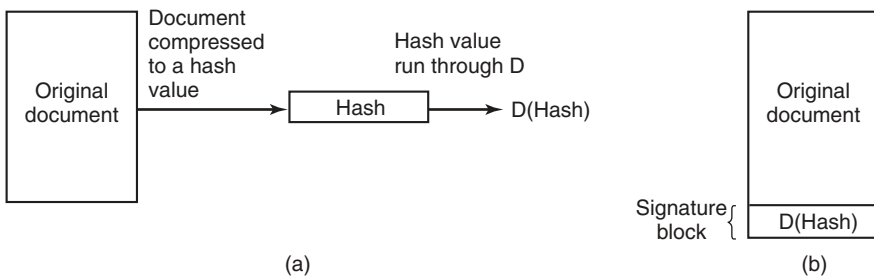 Original
document
Document
compressed
to a hash
value
Hash
Hash value
run through D
D(Hash)
(a)
Original
document
Signature
block
D(Hash)
(b)